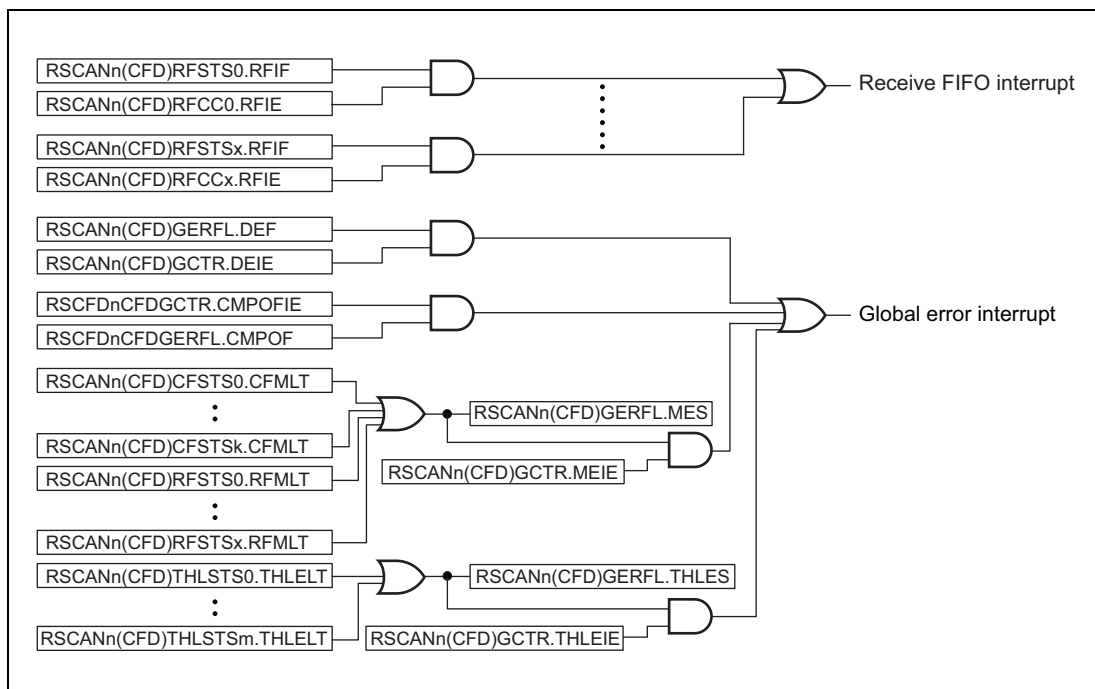 RSCANn(CFD)RFSTS0.RFIF
RSCANn(CFD)RFCC0.RFIE
Receive FIFO interrupt
RSCANn(CFD)RFSTSx.RFIF
RSCANn(CFD)RFCCx.RFIE
RSCANn(CFD)GERFL.DEF
RSCANn(CFD)GCTR.DEIE
RSCFDnCFDGCTR.CMPOFIE
RSCFDnCFDGERFL.CMPOF
Global error interrupt
RSCANn(CFD)CFSTS0.CFMLT
RSCANn(CFD)GERFL.MES
RSCANn(CFD)CFSTSk.CFMLT
RSCANn(CFD)RFSTS0.RFMLT
RSCANn(CFD)GCTR.MEIE
RSCANn(CFD)RFSTSx.RFMLT
RSCANn(CFD)THLSTS0.THLELT
RSCANn(CFD)GERFL.THLES
RSCANn(CFD)THLSTSm.THLELT
RSCANn(CFD)GCTR.THLEIE